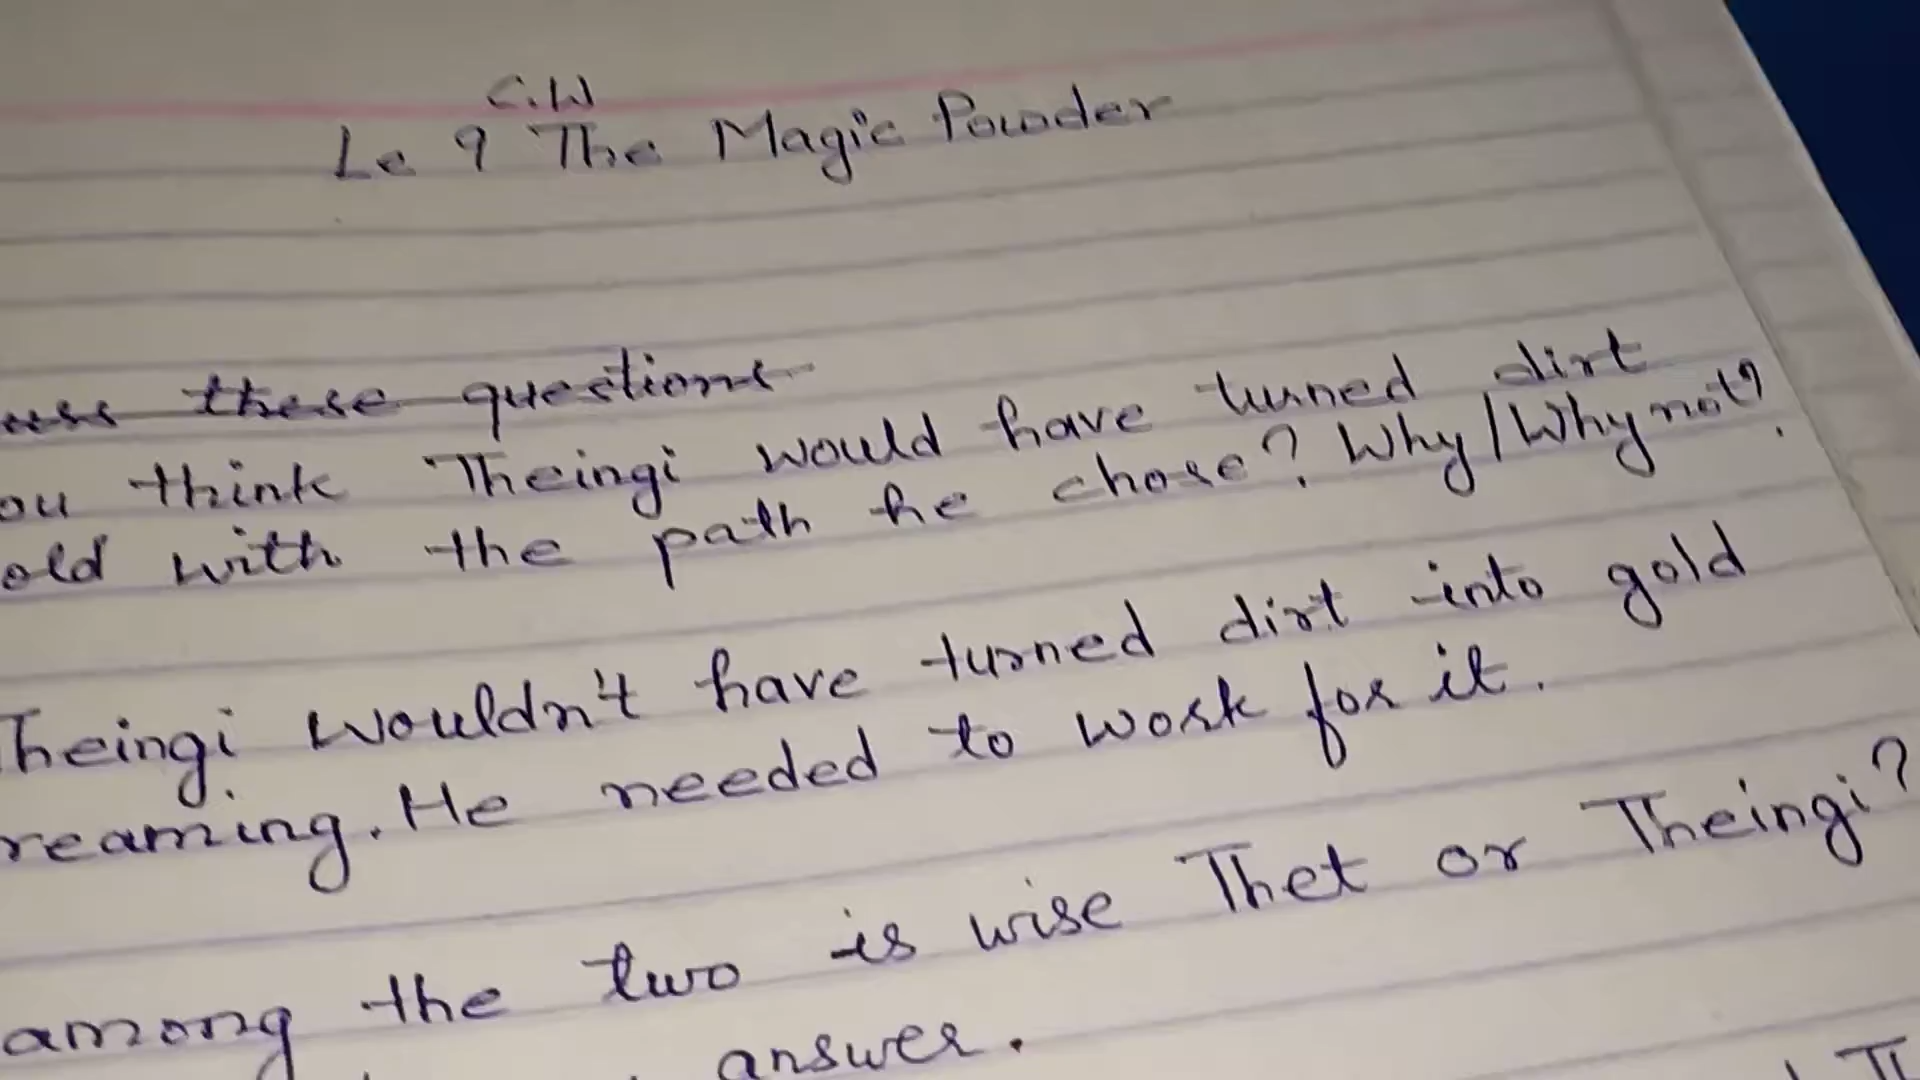 C.W
Le 9 The Magic Powder
these questions
ou think Theingi would have turned dirt
old with the path he chose? Why/Why not?
heingi wouldn't have turned dirt into gold
reaming. He needed to work for it.
among the two is wise Thet or Theingi?
answer.